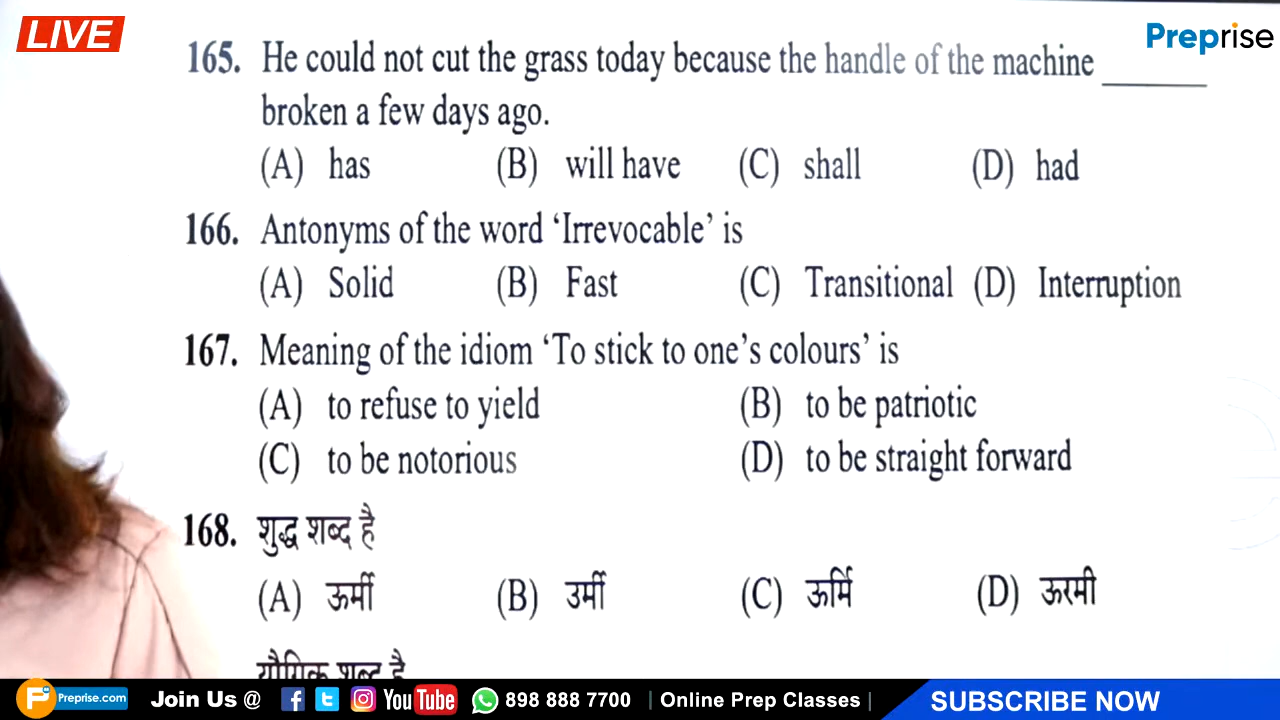 LIVE
Preprise
165. He could not cut the grass today because the handle of the machine ______
broken a few days ago.
(A) has (B) will have (C) shall (D) had
166. Antonyms of the word ‘Irrevocable’ is
(A) Solid (B) Fast (C) Transitional (D) Interruption
167. Meaning of the idiom ‘To stick to one’s colours’ is
(A) to refuse to yield (B) to be patriotic
(C) to be notorious (D) to be straight forward
168. शुद्ध शब्द है
(A) ऊर्मी (B) उर्मी (C) ऊर्मि (D) ऊरमी
यौगिक शब्द है
Preprise.com Join Us @ YouTube 898 888 7700 | Online Prep Classes | SUBSCRIBE NOW